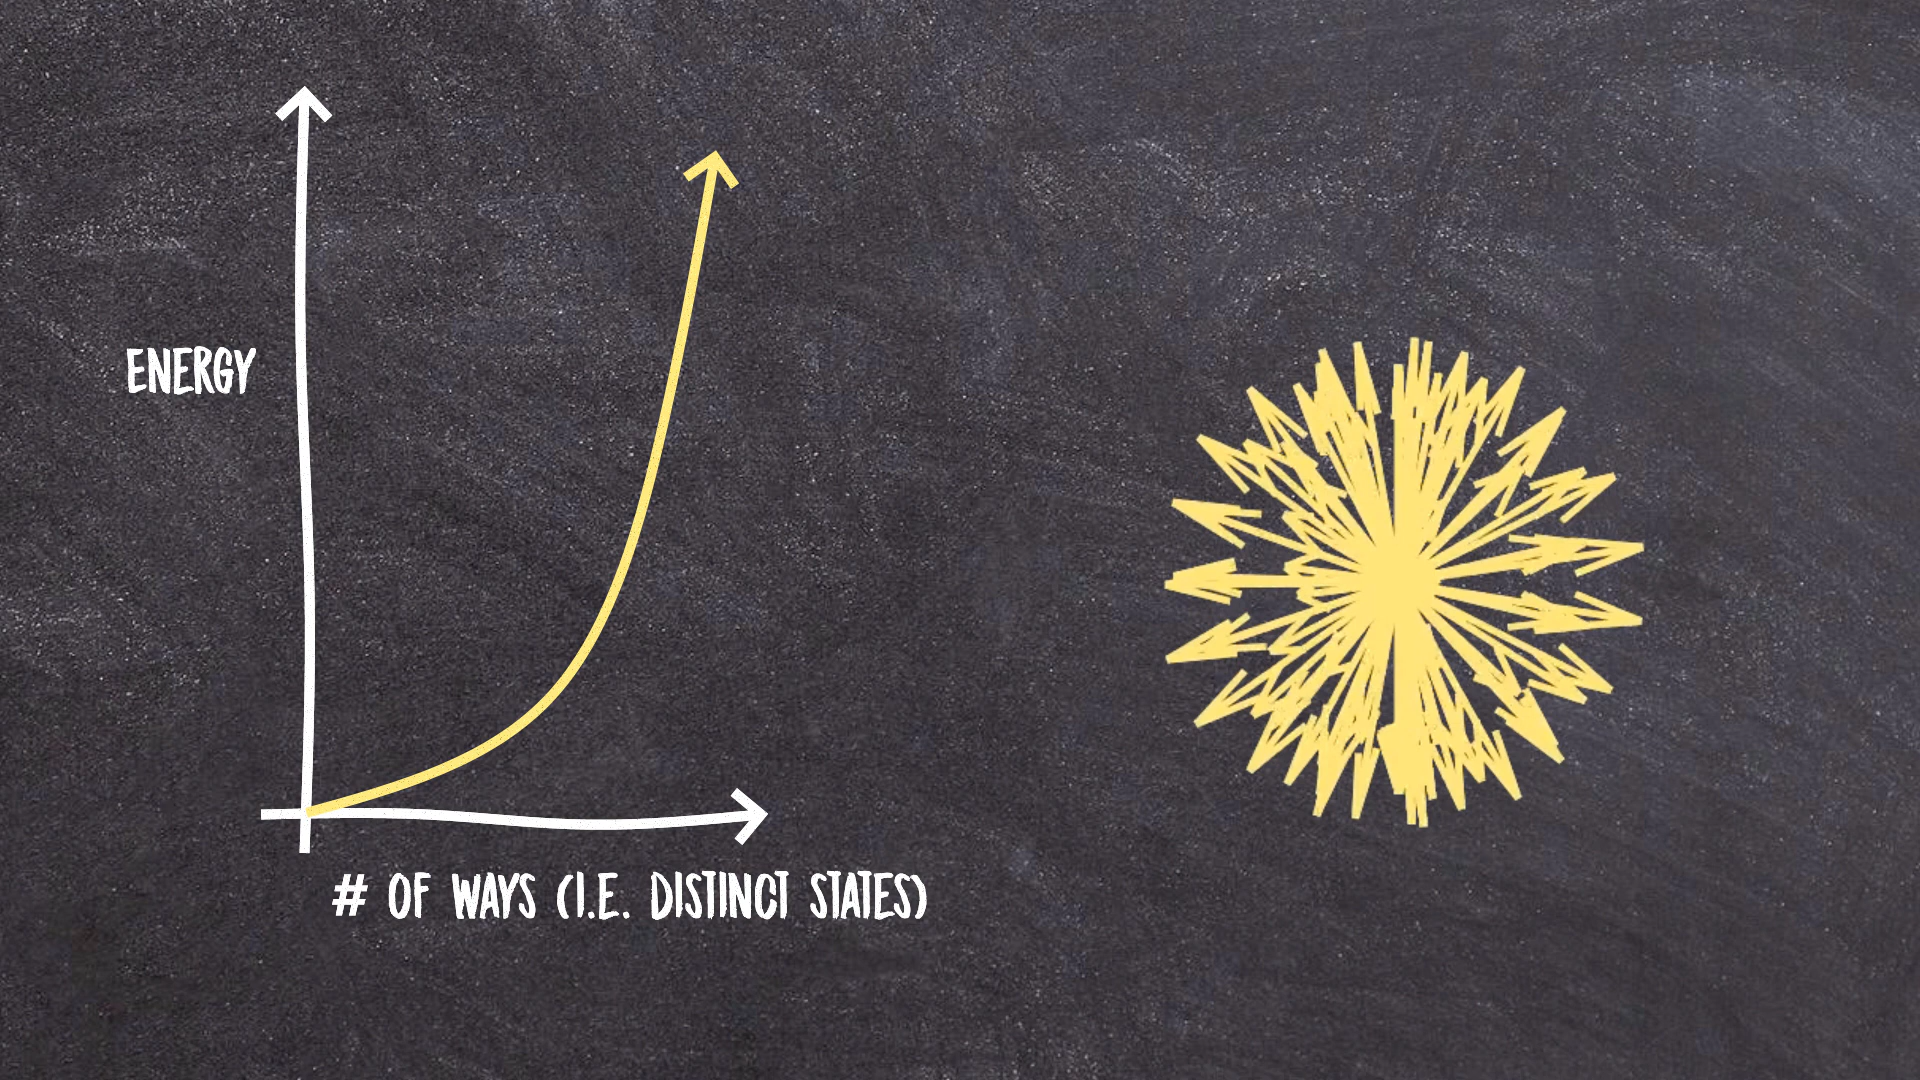 ENERGY
# OF WAYS (I.E. DISTINCT STATES)